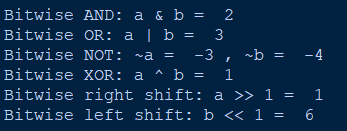 Bitwise AND: a & b =  2
Bitwise OR: a | b =  3
Bitwise NOT: ~a =  -3 , ~b =  -4
Bitwise XOR: a ^ b =  1
Bitwise right shift: a >> 1 =  1
Bitwise left shift: b << 1 =  6